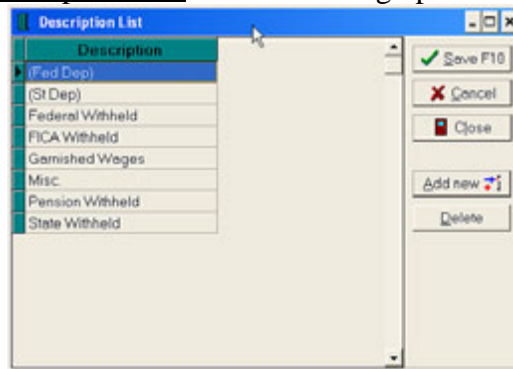 Description List
Description
(Fed Dep)
(St Dep)
Federal Withheld
FICA Withheld
Garnished Wages
Misc.
Pension Withheld
State Withheld
Save F10
Cancel
Close
Add new
Delete